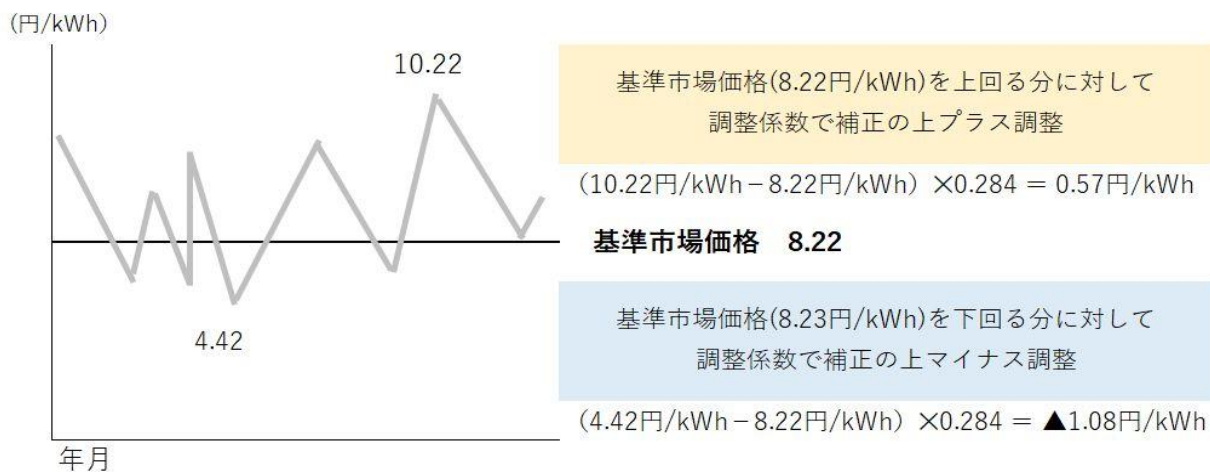 (円/kWh)
10.22
4.42
年月
基準市場価格(8.22円/kWh)を上回る分に対して
調整係数で補正の上プラス調整
(10.22円/kWh－8.22円/kWh) ×0.284 = 0.57円/kWh
基準市場価格　8.22
基準市場価格(8.23円/kWh)を下回る分に対して
調整係数で補正の上マイナス調整
(4.42円/kWh－8.22円/kWh) ×0.284 = ▲1.08円/kWh